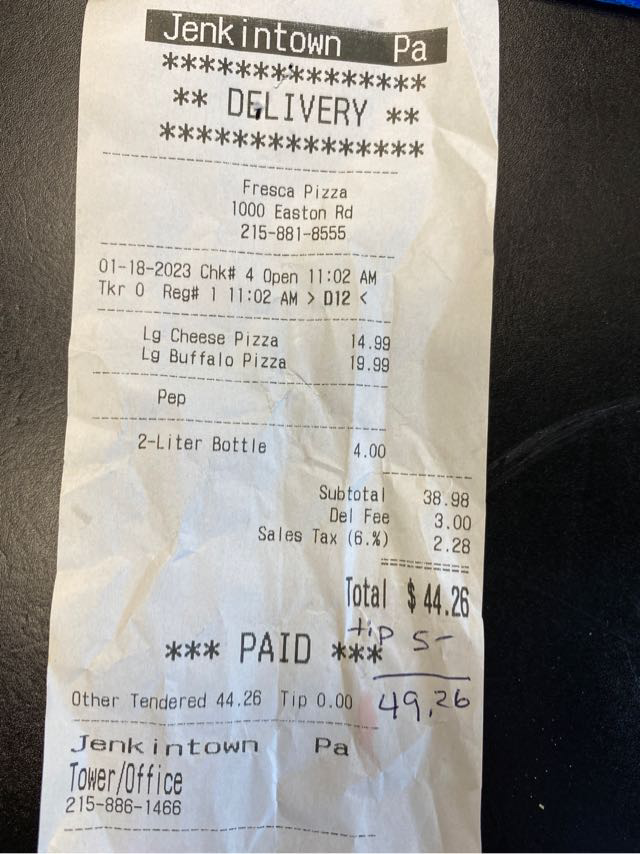 Jenkintown Pa
***************
** DELIVERY **
***************
Fresca Pizza
1000 Easton Rd
215-881-8555
01-18-2023 Chk# 4 Open 11:02 AM
Tkr 0 Reg# 1 11:02 AM > D12 <
Lg Cheese Pizza 14.99
Lg Buffalo Pizza 19.99
Pep
2-Liter Bottle 4.00
Subtotal 38.98
Del Fee 3.00
Sales Tax (6.%) 2.28
Total $44.26
tip 5-
*** PAID ***
49.26
Other Tendered 44.26 Tip 0.00
Jenkintown Pa
Tower/Office
215-886-1466